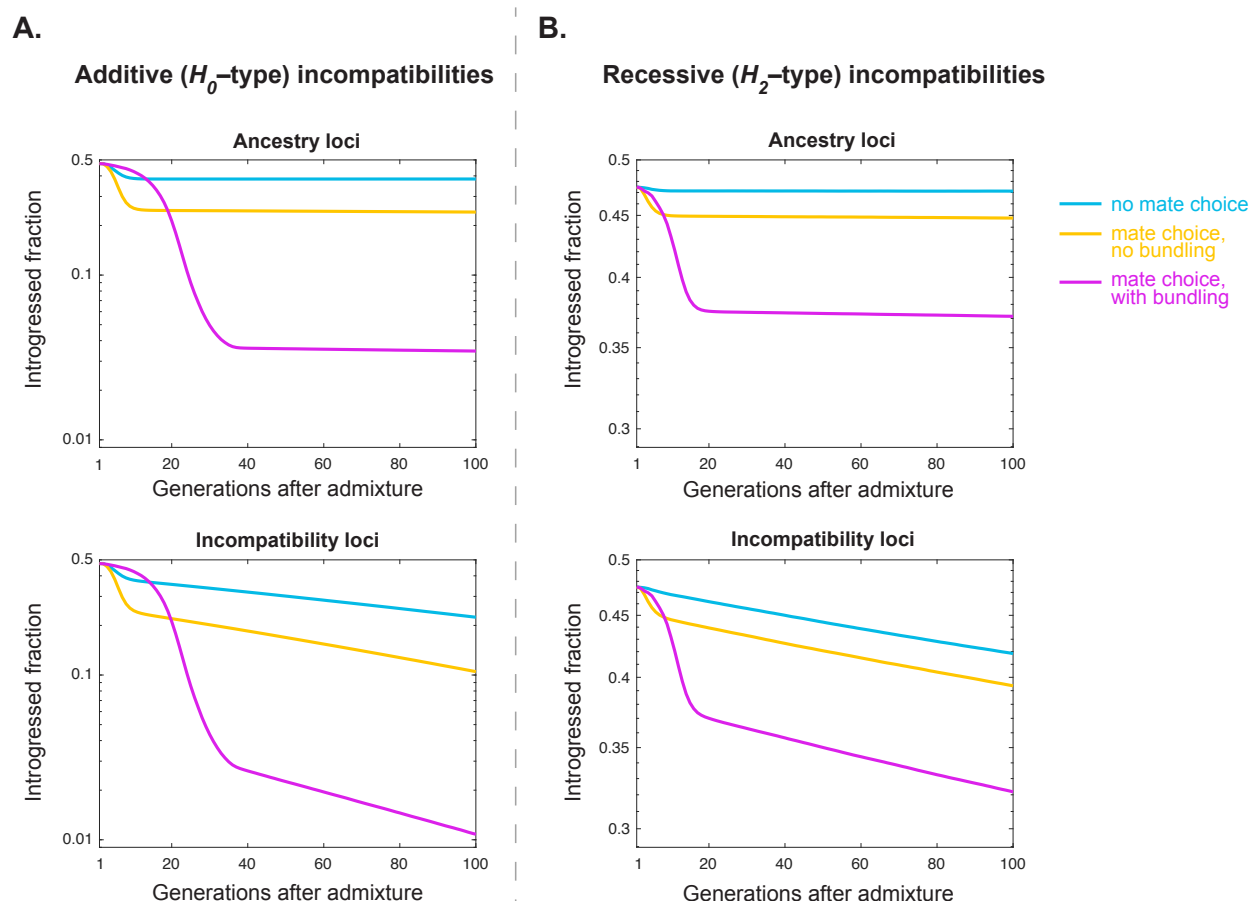 A.
Additive (H0–type) incompatibilities
Ancestry loci
Introgressed fraction
0.5
0.1
0.01
1 20 40 60 80 100
Generations after admixture
Incompatibility loci
Introgressed fraction
0.5
0.1
0.01
1 20 40 60 80 100
Generations after admixture
B.
Recessive (H2–type) incompatibilities
Ancestry loci
Introgressed fraction
0.5
0.45
0.4
0.35
0.3
1 20 40 60 80 100
Generations after admixture
Incompatibility loci
Introgressed fraction
0.5
0.45
0.4
0.35
0.3
1 20 40 60 80 100
Generations after admixture
no mate choice
mate choice,
no bundling
mate choice,
with bundling